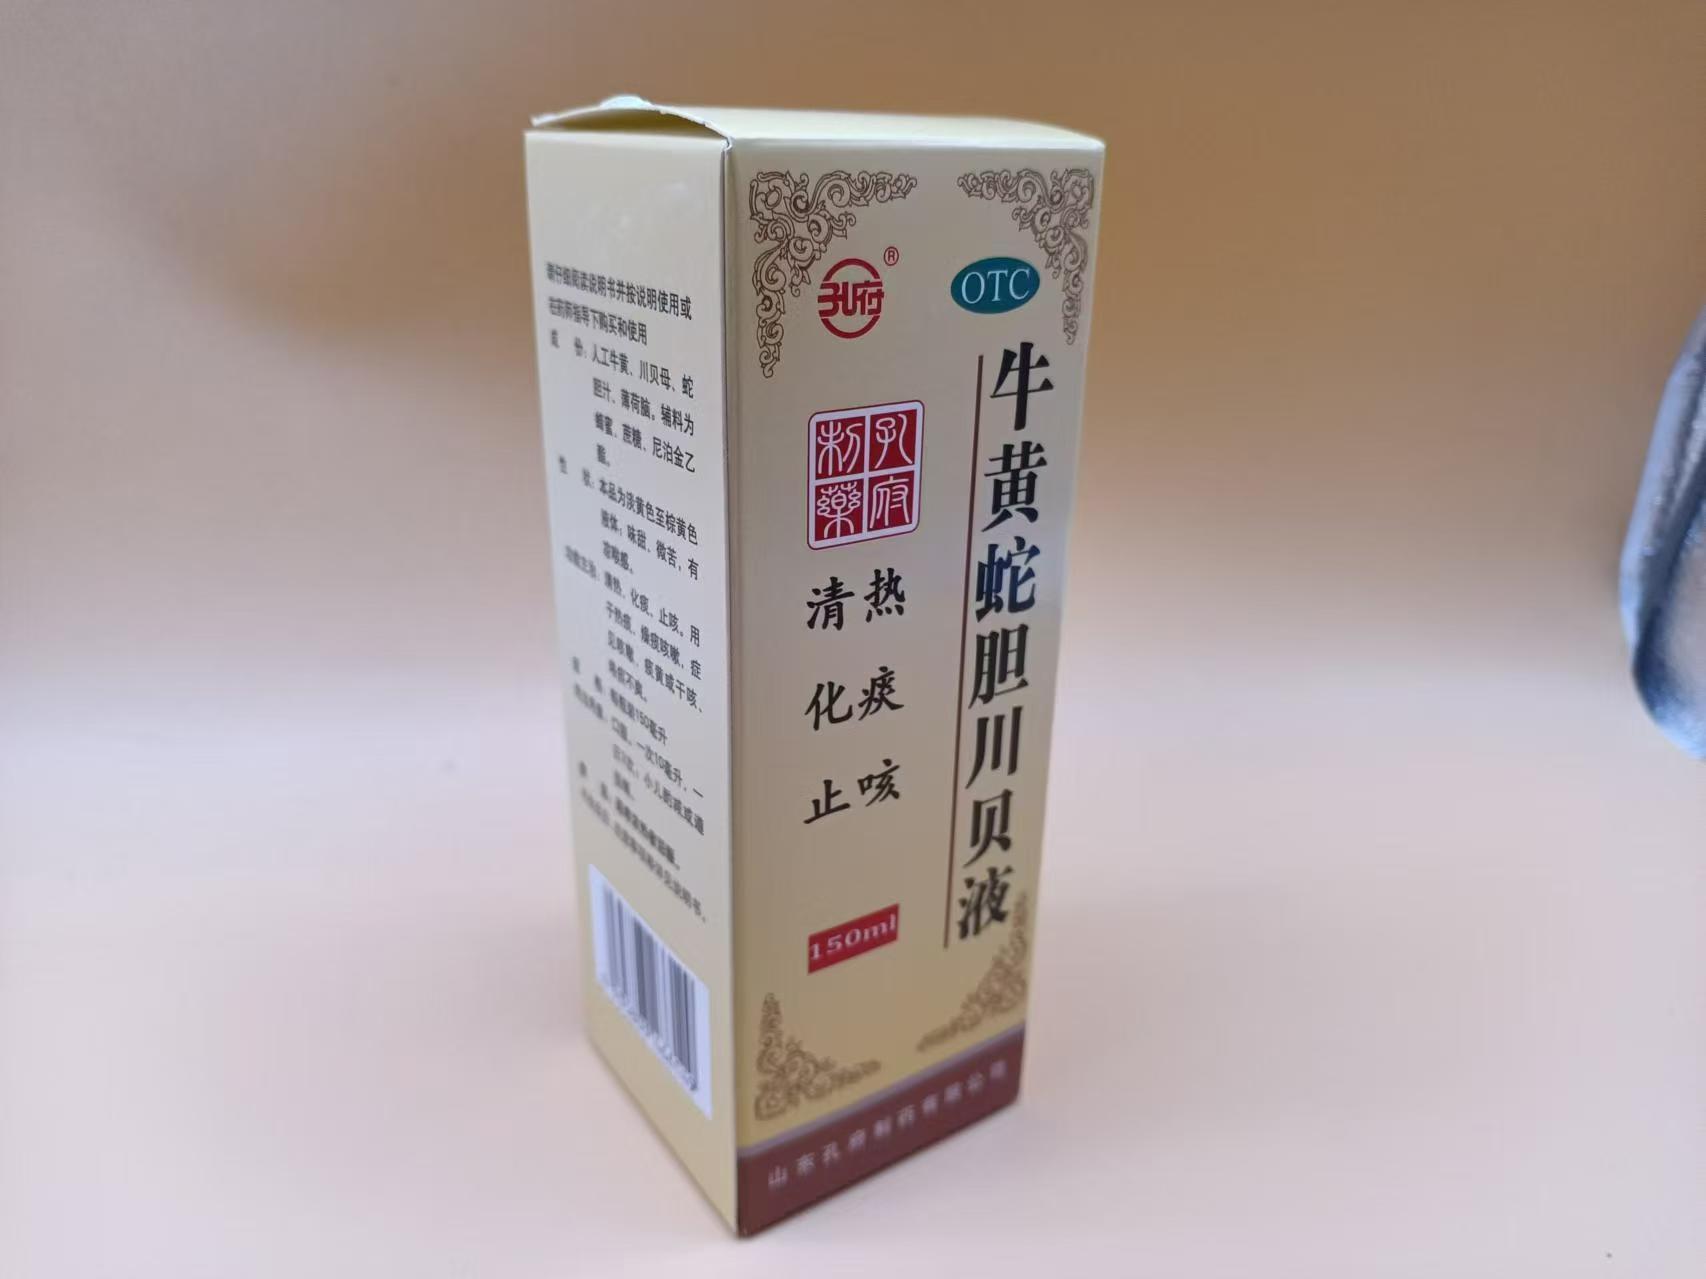 请仔细阅读说明书并按说明使用或
在药师指导下购买和使用
成 份：人工牛黄、川贝母、蛇
胆汁、薄荷脑。辅料为
蜂蜜、蔗糖、尼泊金乙
酯。
性 状：本品为淡黄色至棕黄色
液体；味甜、微苦，有
凉喉感。
功能主治：清热、化痰、止咳。用
于热痰、燥痰咳嗽，症
见咳嗽、痰黄或干咳、
咯痰不爽。
规 格：每瓶装150毫升
用法用量：口服，一次10毫升，一
日3次；小儿酌减或遵
医嘱。
孔府®
OTC
牛黄蛇胆川贝液
孔府
制藥
清热
化痰
止咳
150ml
山东孔府制药有限公司